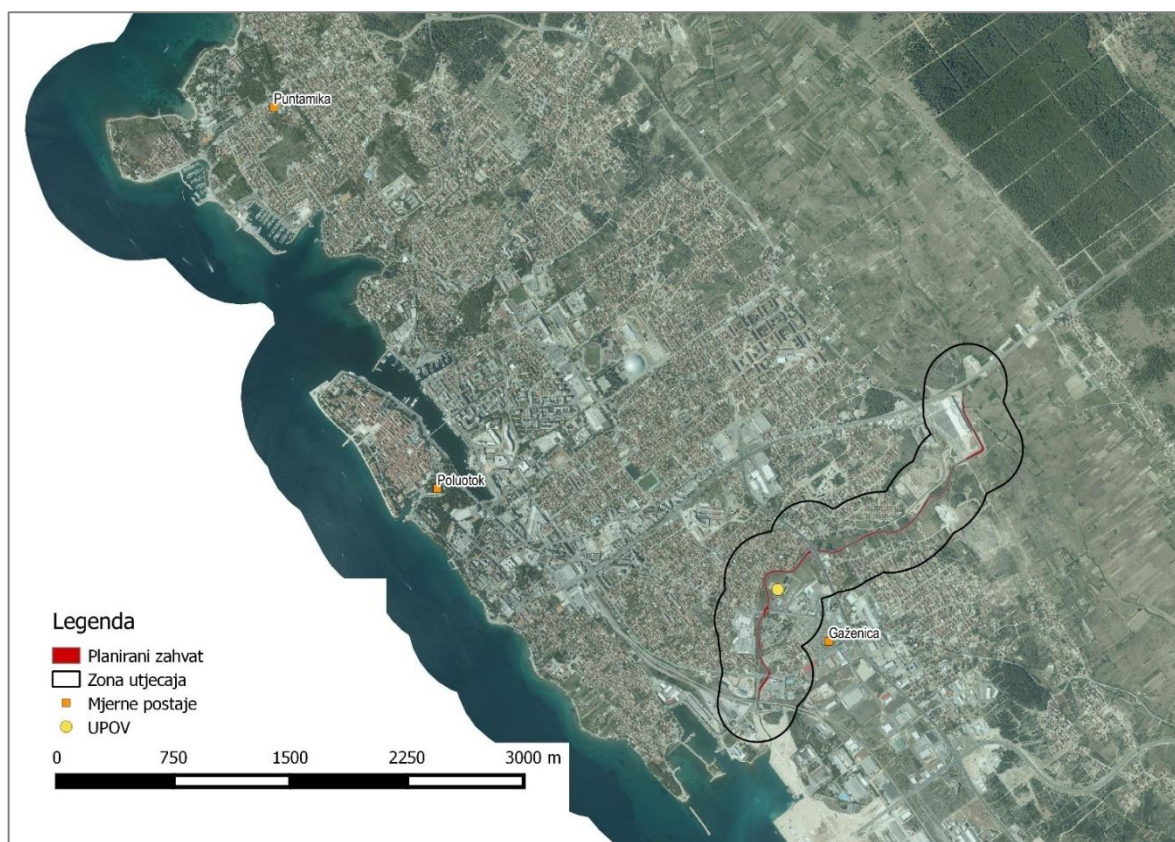 Puntamika
Poluotok
Gaženica
Legenda
Planirani zahvat
Zona utjecaja
Mjerne postaje
UPOV
0 750 1500 2250 3000 m